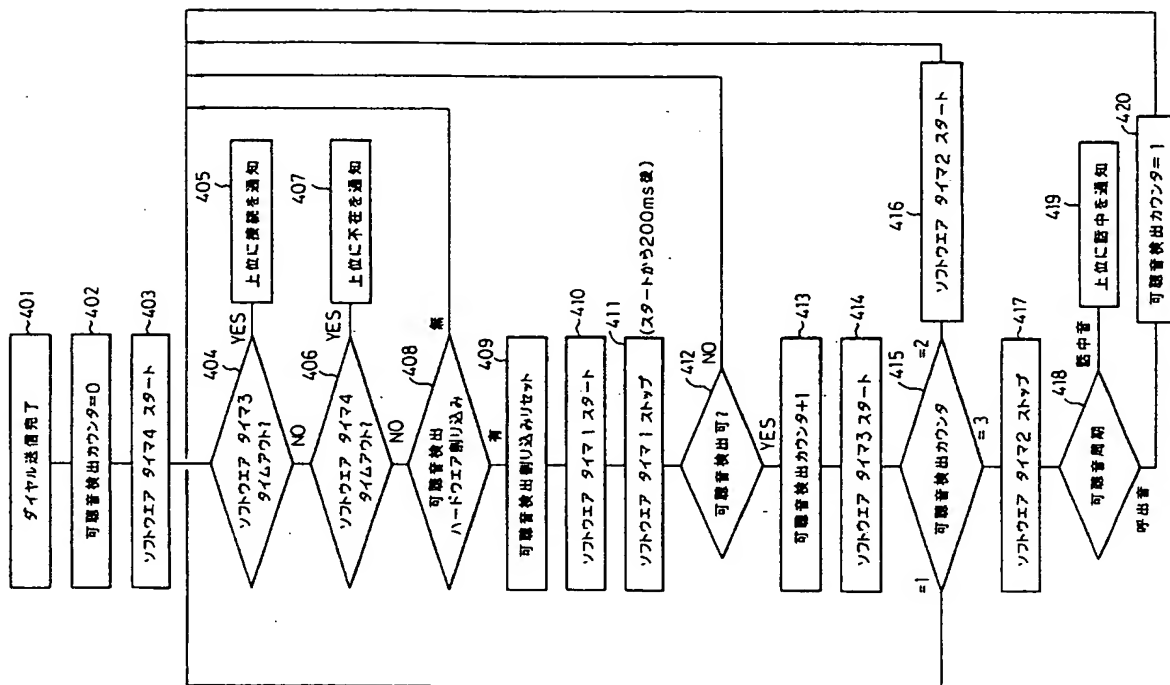 ダイヤル送信完了
401
可聴音検出カウンタ=0
402
ソフトウエア タイマ4 スタート
403
404
ソフトウエア タイマ3
タイムアウト?
YES
NO
405
上位に接続を通知
406
ソフトウエア タイマ4
タイムアウト?
YES
NO
407
上位に不在を通知
408
可聴音検出
ハードウエア割り込み
無
有
409
可聴音検出割り込みリセット
410
ソフトウエア タイマ1 スタート
411
ソフトウエア タイマ1 ストップ
(スタートから200ms後)
412
可聴音検出可?
NO
YES
413
可聴音検出カウンタ+1
414
ソフトウエア タイマ3 スタート
415
可聴音検出カウンタ
=1
=2
=3
416
ソフトウエア タイマ2 スタート
417
ソフトウエア タイマ2 ストップ
418
可聴音周期
話中音
呼出音
419
上位に話中を通知
420
可聴音検出カウンタ=1